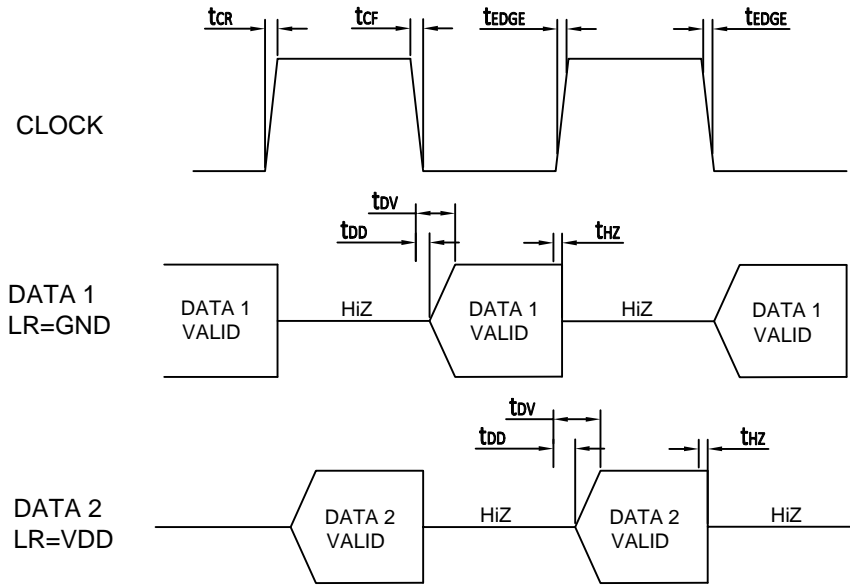 tCR
tCF
tEDGE
tEDGE
CLOCK
tDV
tDD
tHZ
DATA 1
LR=GND
DATA 1
VALID
HiZ
DATA 1
VALID
HiZ
DATA 1
VALID
tDV
tDD
tHZ
DATA 2
LR=VDD
DATA 2
VALID
HiZ
DATA 2
VALID
HiZ